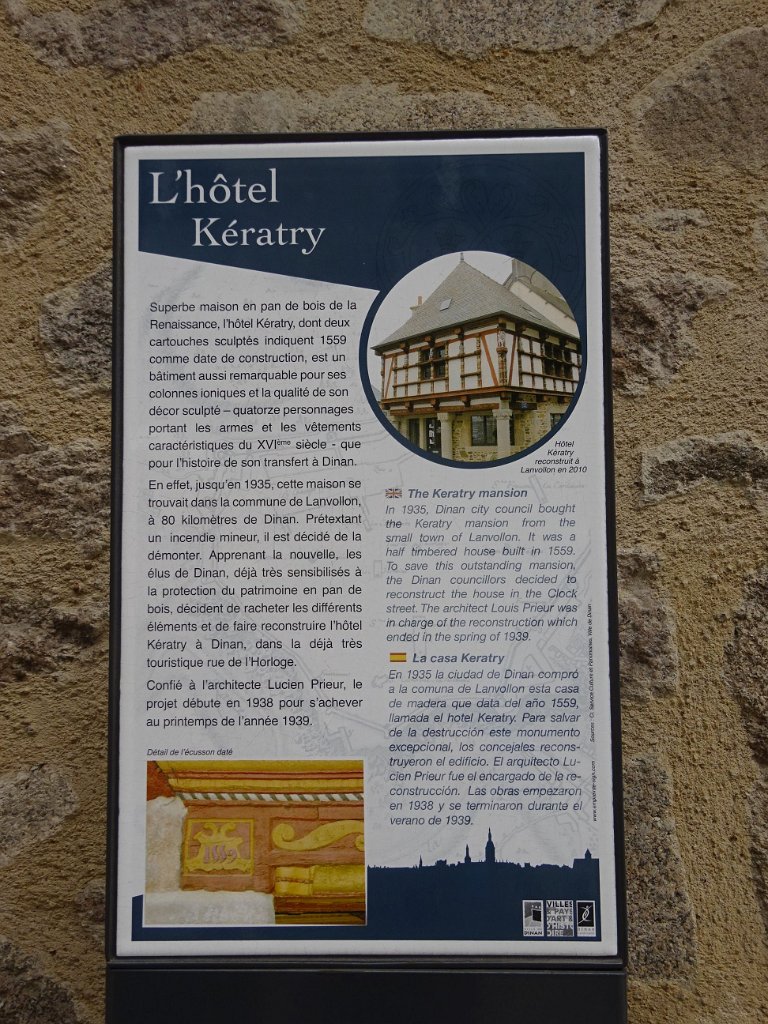 L'hôtel
Kératry
Superbe maison en pan de bois de la
Renaissance, l'hôtel Kératry, dont deux
cartouches sculptés indiquent 1559
comme date de construction, est un
bâtiment aussi remarquable pour ses
colonnes ioniques et la qualité de son
décor sculpté – quatorze personnages
portant les armes et les vêtements
caractéristiques du XVIème siècle - que
pour l'histoire de son transfert à Dinan.
En effet, jusqu'en 1935, cette maison se
trouvait dans la commune de Lanvollon,
à 80 kilomètres de Dinan. Prétextant
un incendie mineur, il est décidé de la
démonter. Apprenant la nouvelle, les
élus de Dinan, déjà très sensibilisés à
la protection du patrimoine en pan de
bois, décident de racheter les différents
éléments et de faire reconstruire l'hôtel
Kératry à Dinan, dans la déjà très
touristique rue de l'Horloge.
Confié à l'architecte Lucien Prieur, le
projet débute en 1938 pour s'achever
au printemps de l'année 1939.
Détail de l'écusson daté
1559
Hôtel
Kératry
reconstruit à
Lanvollon en 2010
The Keratry mansion
In 1935, Dinan city council bought
the Keratry mansion from the
small town of Lanvollon. It was a
half timbered house built in 1559.
To save this outstanding mansion,
the Dinan councillors decided to
reconstruct the house in the Clock
street. The architect Louis Prieur was
in charge of the reconstruction which
ended in the spring of 1939.
La casa Keratry
En 1935 la ciudad de Dinan compró
a la comuna de Lanvollon esta casa
de madera que data del año 1559,
llamada el hotel Keratry. Para salvar
de la destrucción este monumento
excepcional, los concejales recons-
truyeron el edificio. El arquitecto Lu-
cien Prieur fue el encargado de la re-
construcción. Las obras empezaron
en 1938 y se terminaron durante el
verano de 1939.
DINAN
VILLES
& PAYS
D'ART &
D'HISTO
IRE
DINAN